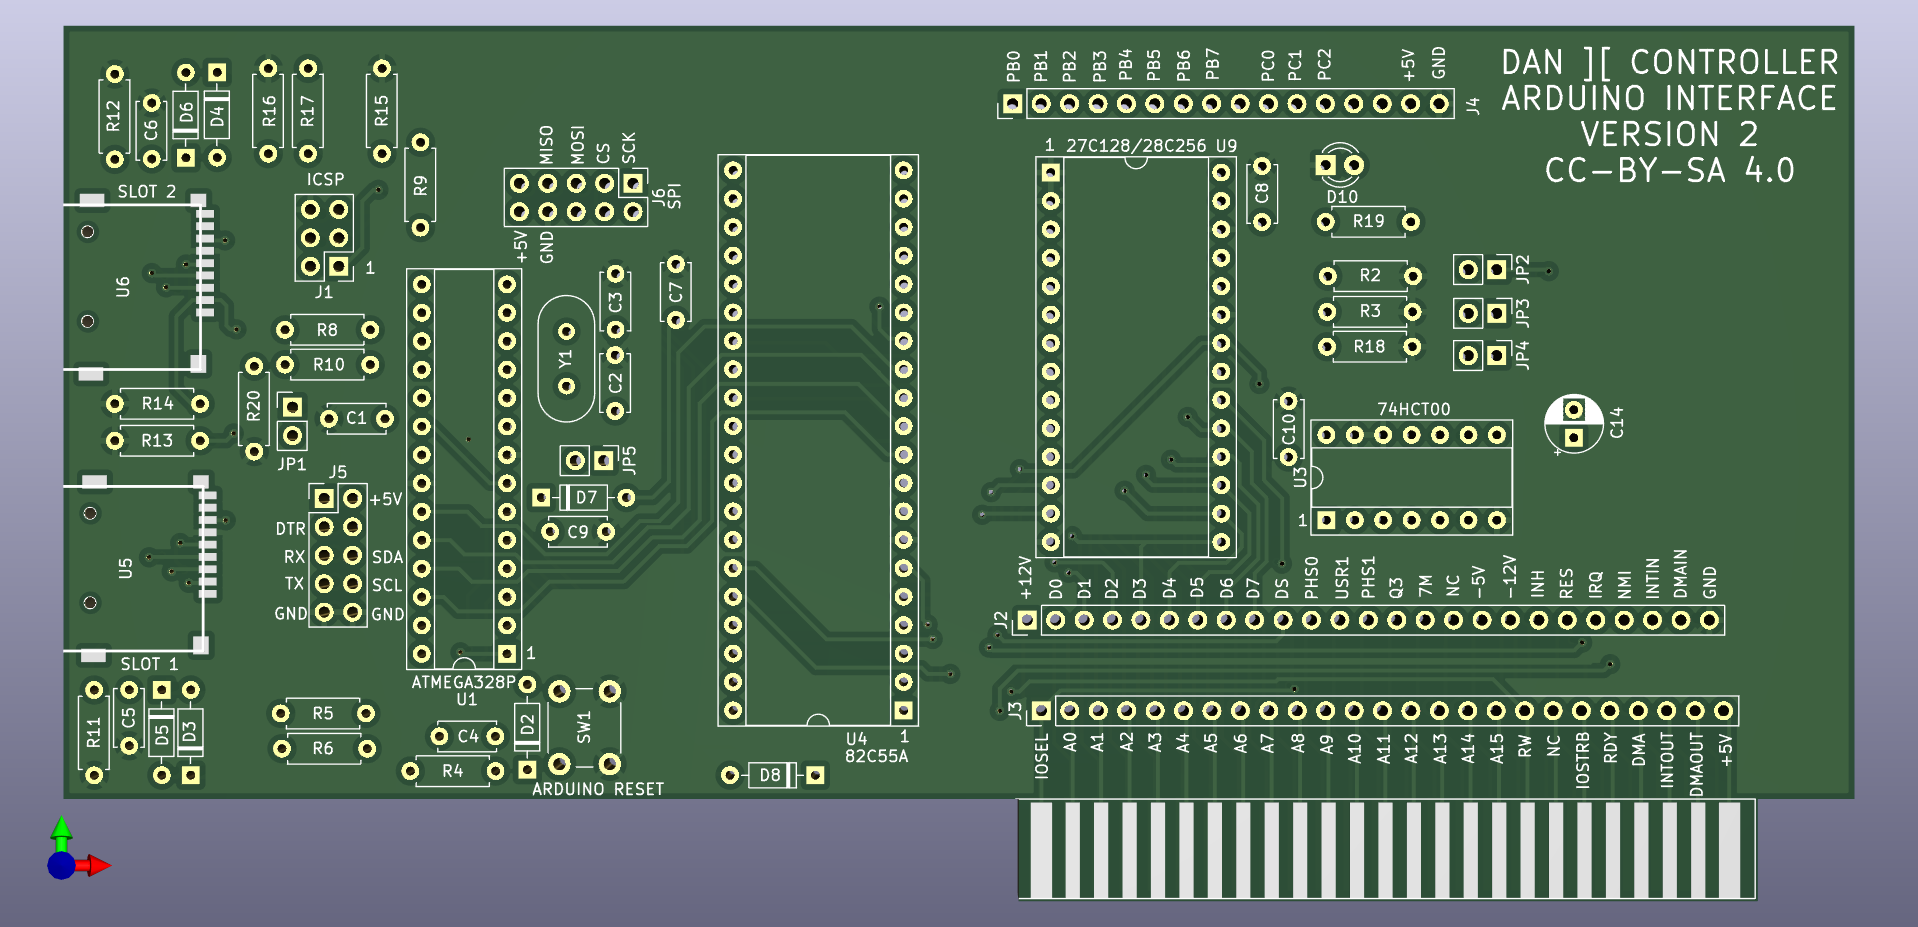 DAN ][ CONTROLLER
ARDUINO INTERFACE
VERSION 2
CC-BY-SA 4.0
PB0 PB1 PB2 PB3 PB4 PB5 PB6 PB7 PC0 PC1 PC2 +5V GND
J4
R12 C6 D6 D4 R16 R17 R15
R9
MISO MOSI CS SCK
J6
SPI
+5V GND
SLOT 2
ICSP
1
J1
U6
1 27C128/28C256 U9
C8
D10
R19
R2 JP2
R3 JP3
R18 JP4
C3 C7
Y1
C2
R8
R10
R14 R20 C1
R13
JP1
JP5
D7
C9
C10
74HCT00
C14
+
U3
1
J5
+5V
DTR
RX SDA
TX SCL
GND GND
U5
SLOT 1
1
ATMEGA328P
U1
J2
+12V D0 D1 D2 D3 D4 D5 D6 D7 DS PHS0 USR1 PHS1 Q3 7M NC -5V -12V INH RES IRQ NMI INTIN DMAIN GND
R11 C5 D5 D3
R5
R6
C4 D2 SW1
R4
ARDUINO RESET
D8
1
U4
82C55A
J3
IOSEL A0 A1 A2 A3 A4 A5 A6 A7 A8 A9 A10 A11 A12 A13 A14 A15 RW NC IOSTRB RDY DMA INTOUT DMAOUT +5V